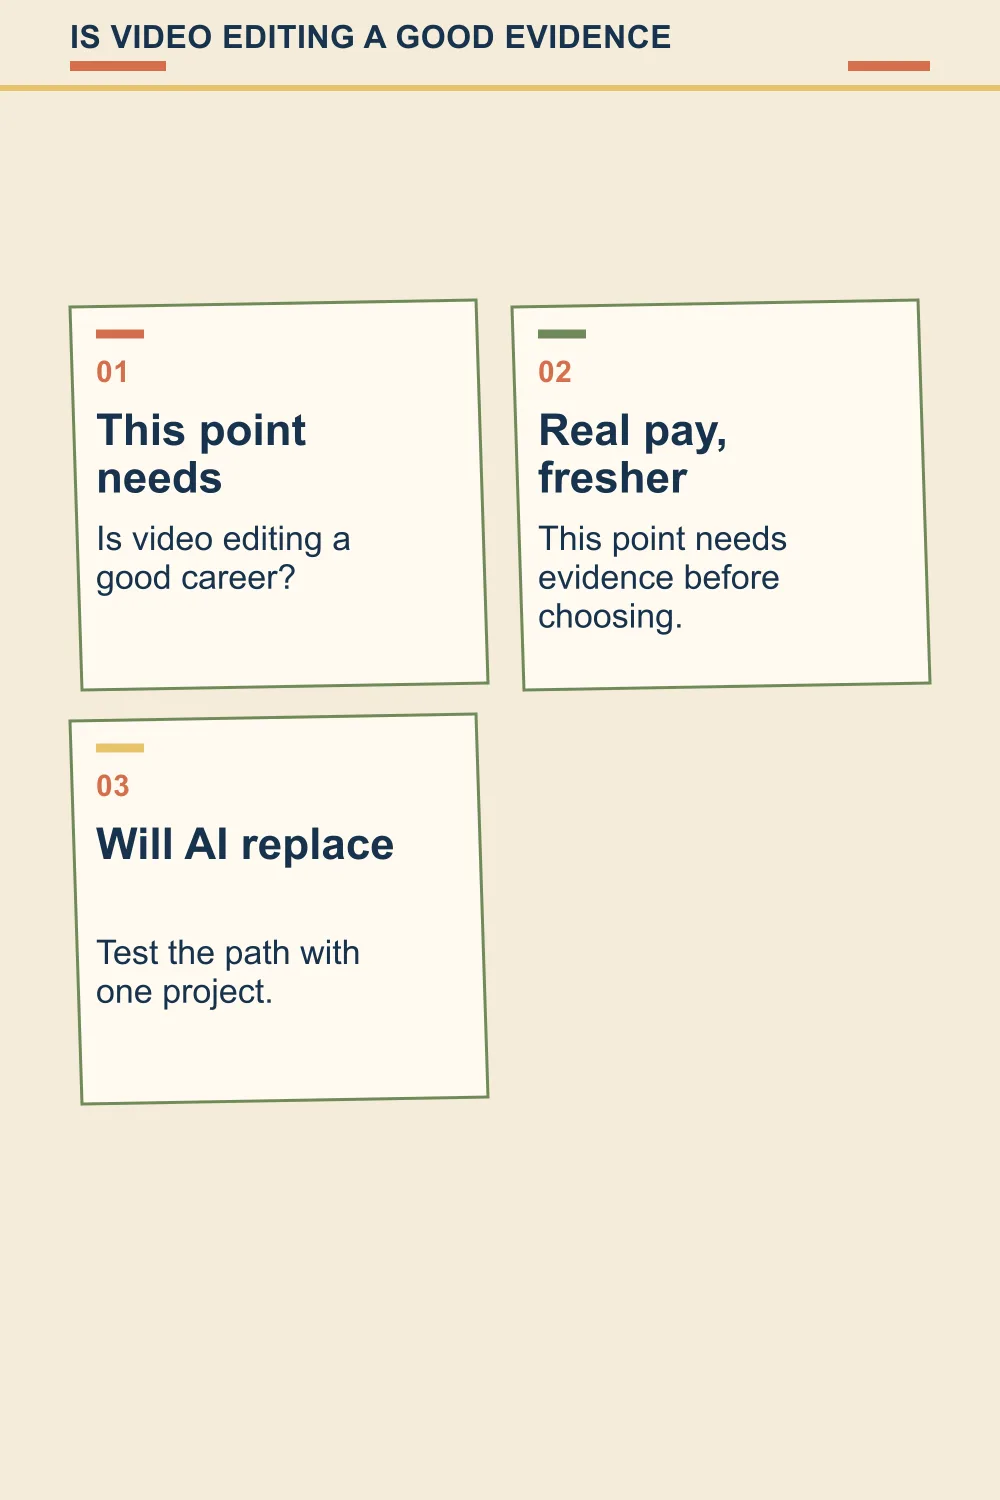 IS VIDEO EDITING A GOOD EVIDENCE
01
This point
needs
Is video editing a
good career?
02
Real pay,
fresher
This point needs
evidence before
choosing.
03
Will AI replace
Test the path with
one project.